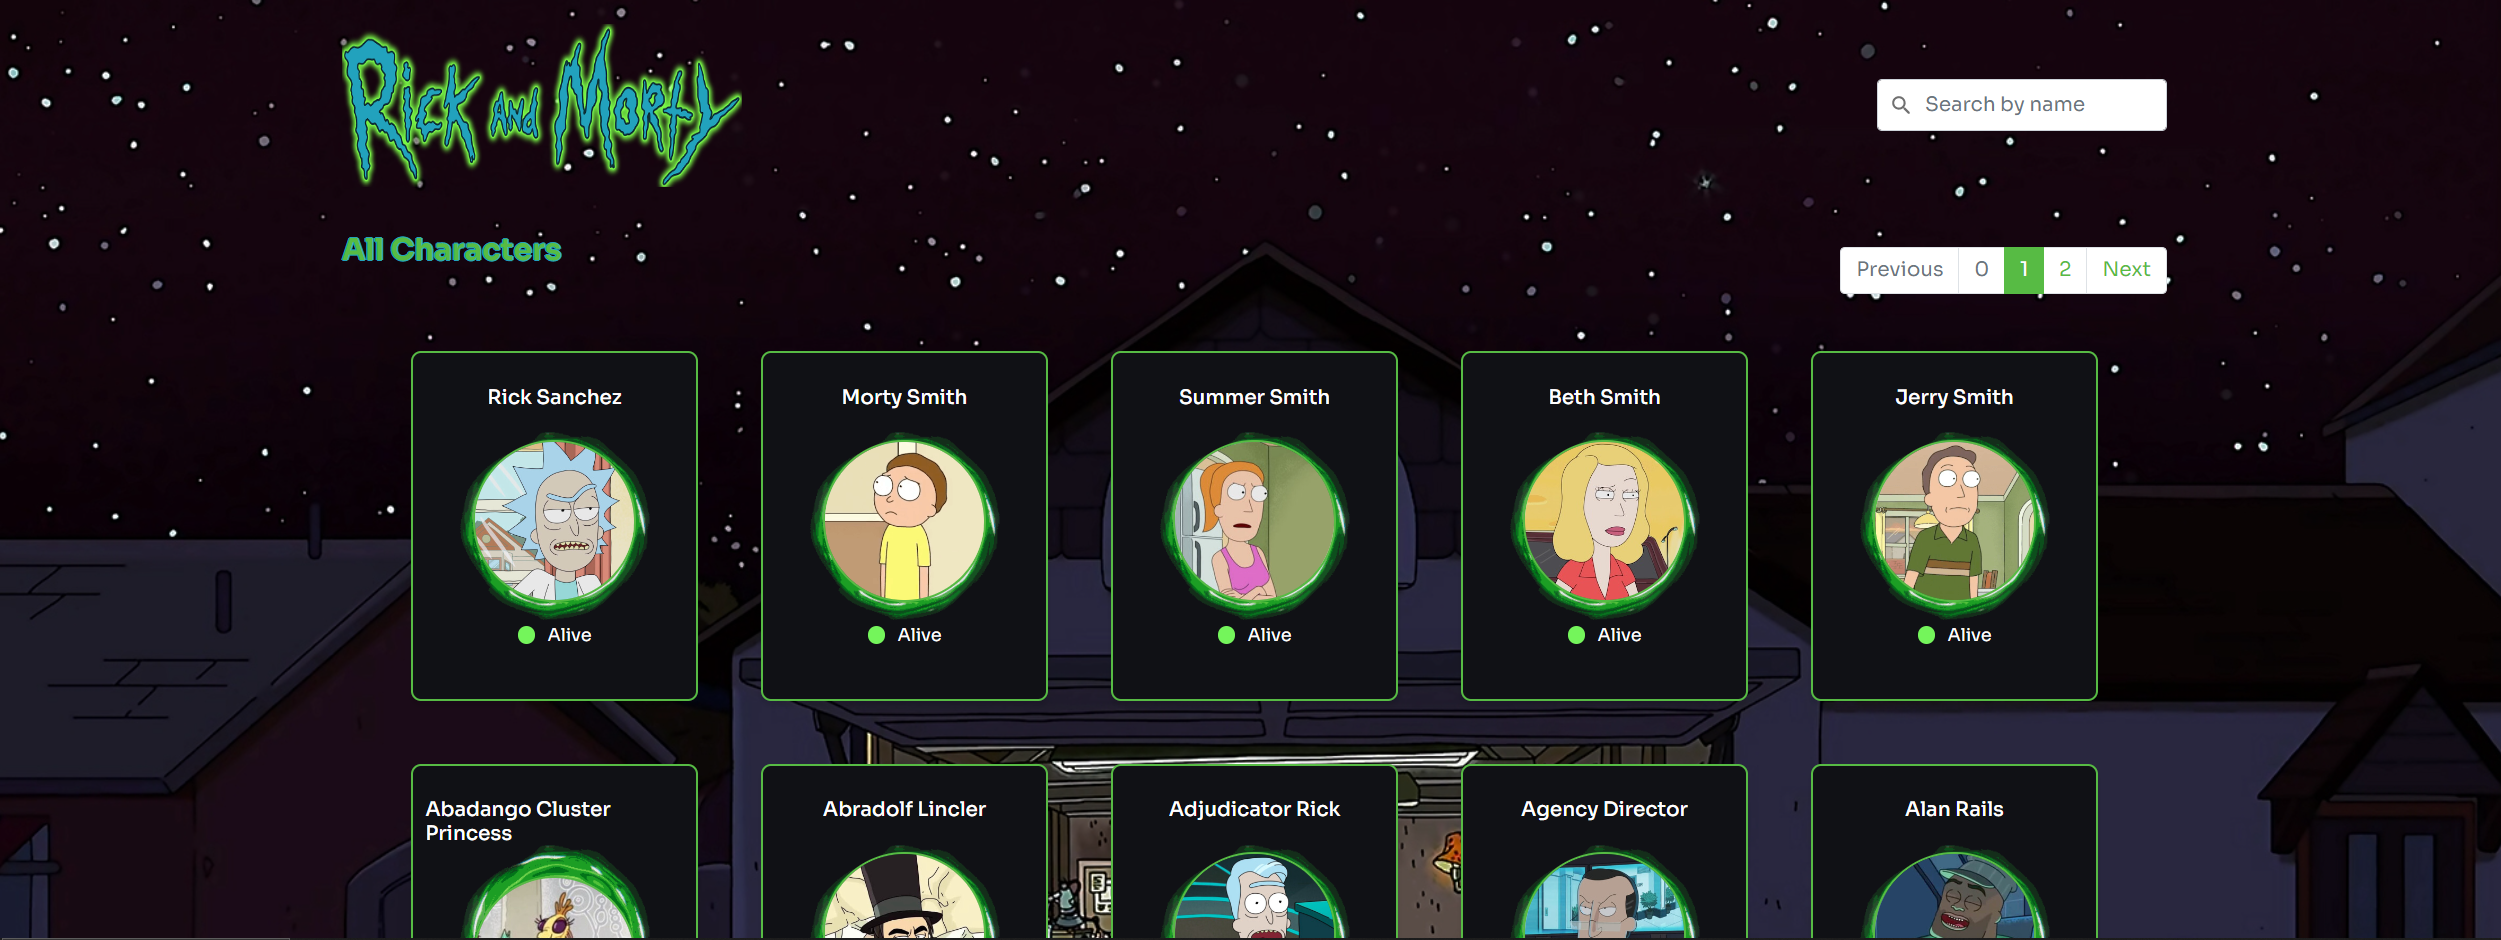 Rick and Morty
Search by name
All Characters
Previous 0 1 2 Next
Rick Sanchez
Morty Smith
Summer Smith
Beth Smith
Jerry Smith
Alive
Alive
Alive
Alive
Alive
Abadango Cluster
Princess
Abradolf Lincler
Adjudicator Rick
Agency Director
Alan Rails